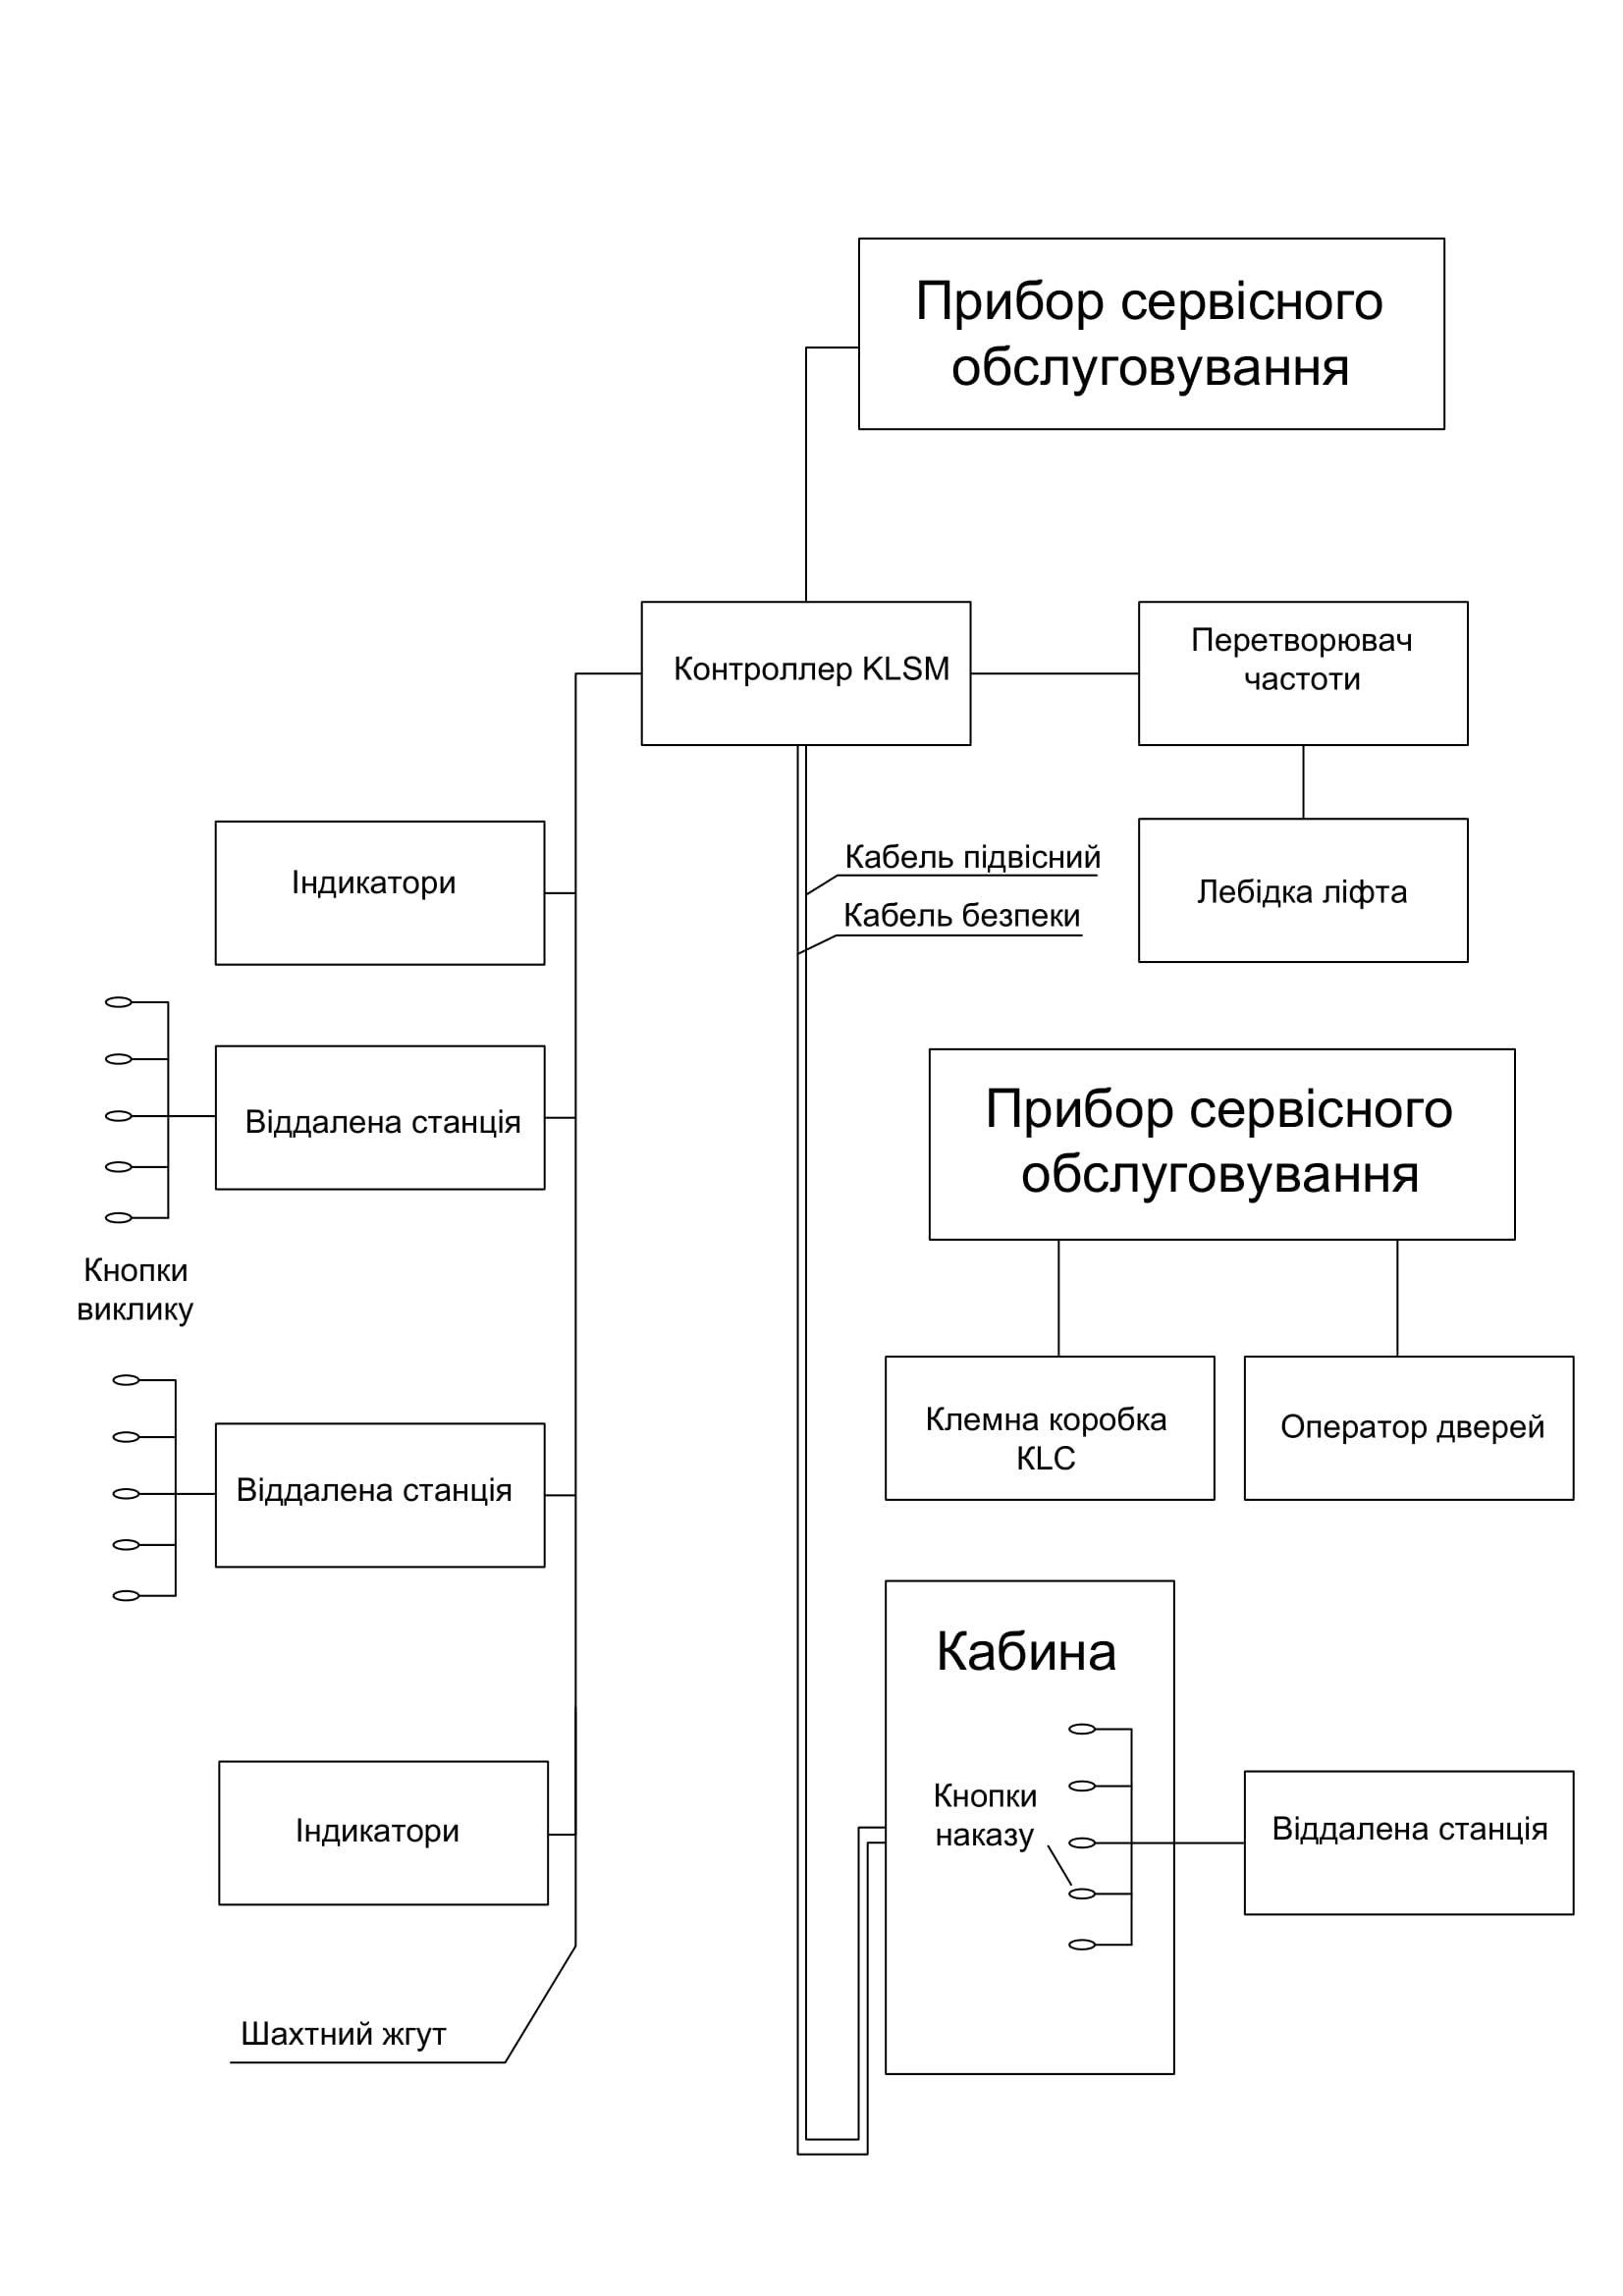 Прибор сервісного
обслуговування
Контроллер KLSM
Перетворювач
частоти
Індикатори
Кабель підвісний
Кабель безпеки
Лебідка ліфта
Віддалена станція
Прибор сервісного
обслуговування
Кнопки
виклику
Клемна коробка
KLC
Оператор дверей
Віддалена станція
Кабина
Кнопки
наказу
Віддалена станція
Індикатори
Шахтний жгут